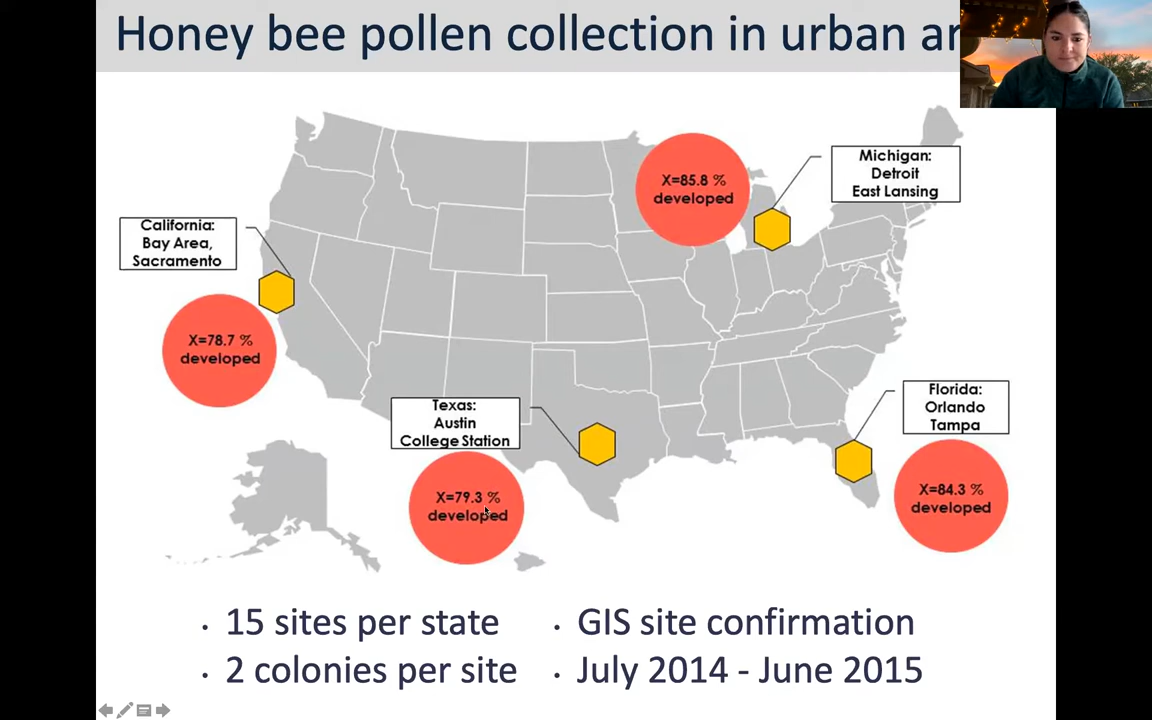 Honey bee pollen collection in urban
X=85.8 %
developed
Michigan:
Detroit
East Lansing
California:
Bay Area,
Sacramento
X=78.7 %
developed
Texas:
Austin
College Station
X=79.3 %
developed
Florida:
Orlando
Tampa
X=84.3 %
developed
• 15 sites per state
• 2 colonies per site
• GIS site confirmation
• July 2014 - June 2015